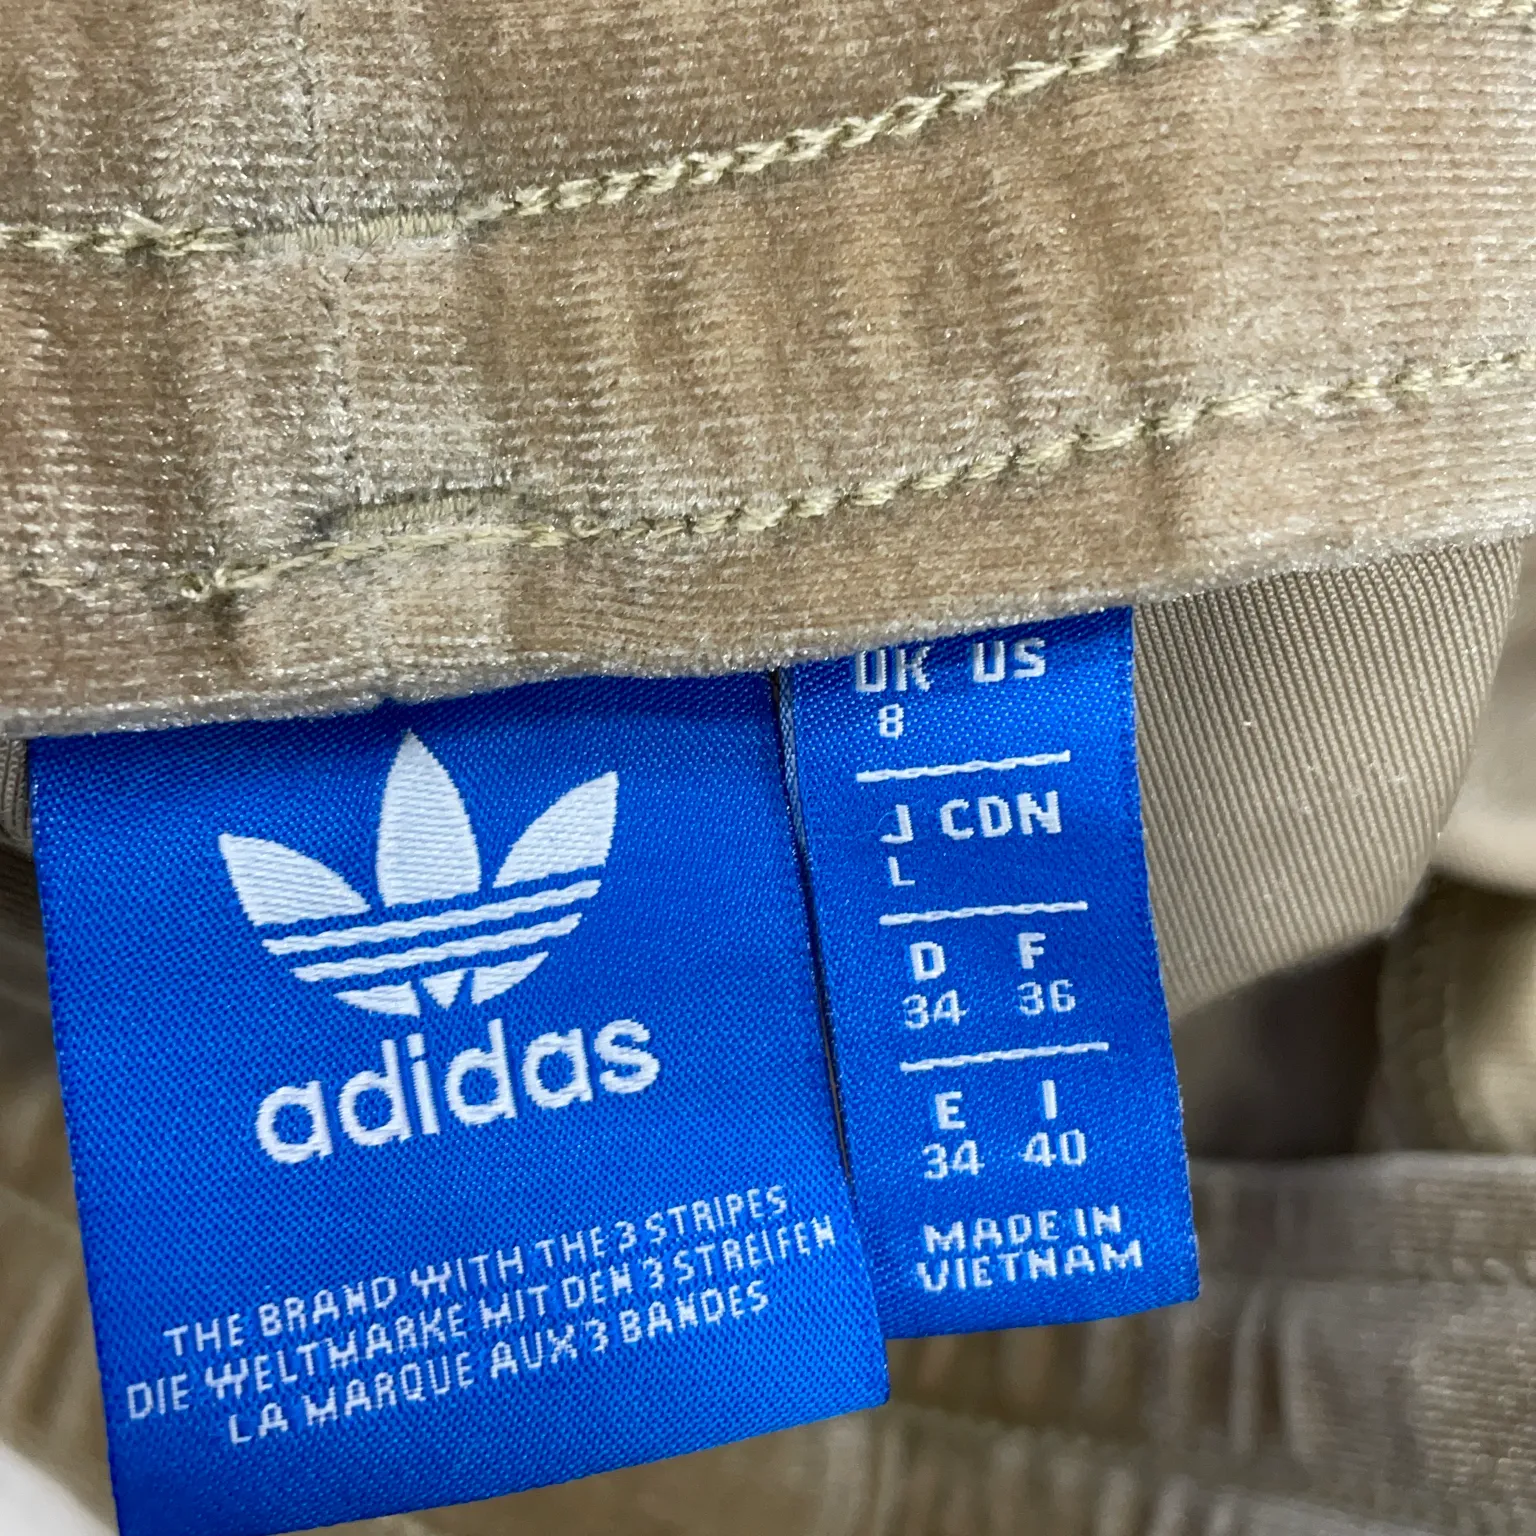 adidas
THE BRAND WITH THE 3 STRIPES
DIE WELTMARKE MIT DEN 3 STREIFEN
LA MARQUE AUX 3 BANDES
UK US
8
J CDN
L
D F
34 36
E I
34 40
MADE IN
VIETNAM